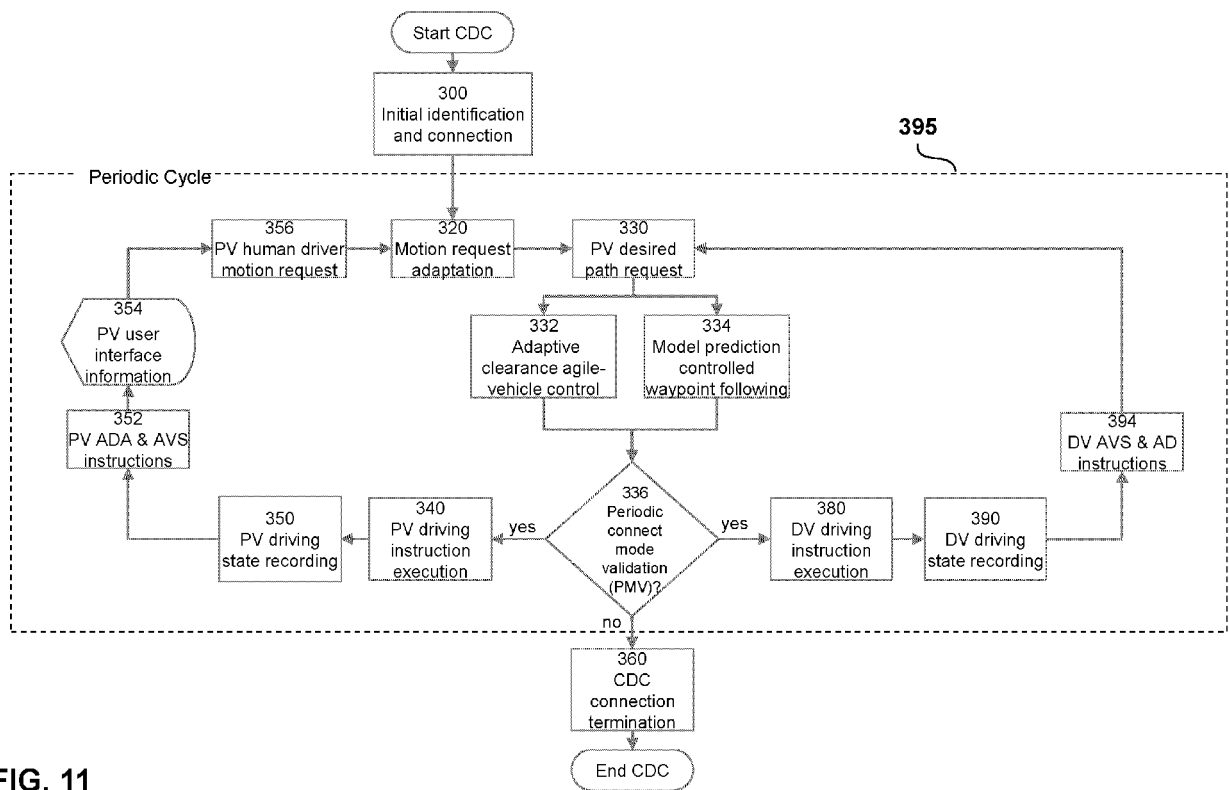 Start CDC
300
Initial identification
and connection
395
Periodic Cycle
356
PV human driver
motion request
320
Motion request
adaptation
330
PV desired
path request
354
PV user
interface
information
332
Adaptive
clearance agile-
vehicle control
334
Model prediction
controlled
waypoint following
352
PV ADA & AVS
instructions
394
DV AVS & AD
instructions
350
PV driving
state recording
340
PV driving
instruction
execution
yes
336
Periodic
connect
mode
validation
(PMV)?
yes
380
DV driving
instruction
execution
390
DV driving
state recording
no
360
CDC
connection
termination
End CDC
FIG. 11